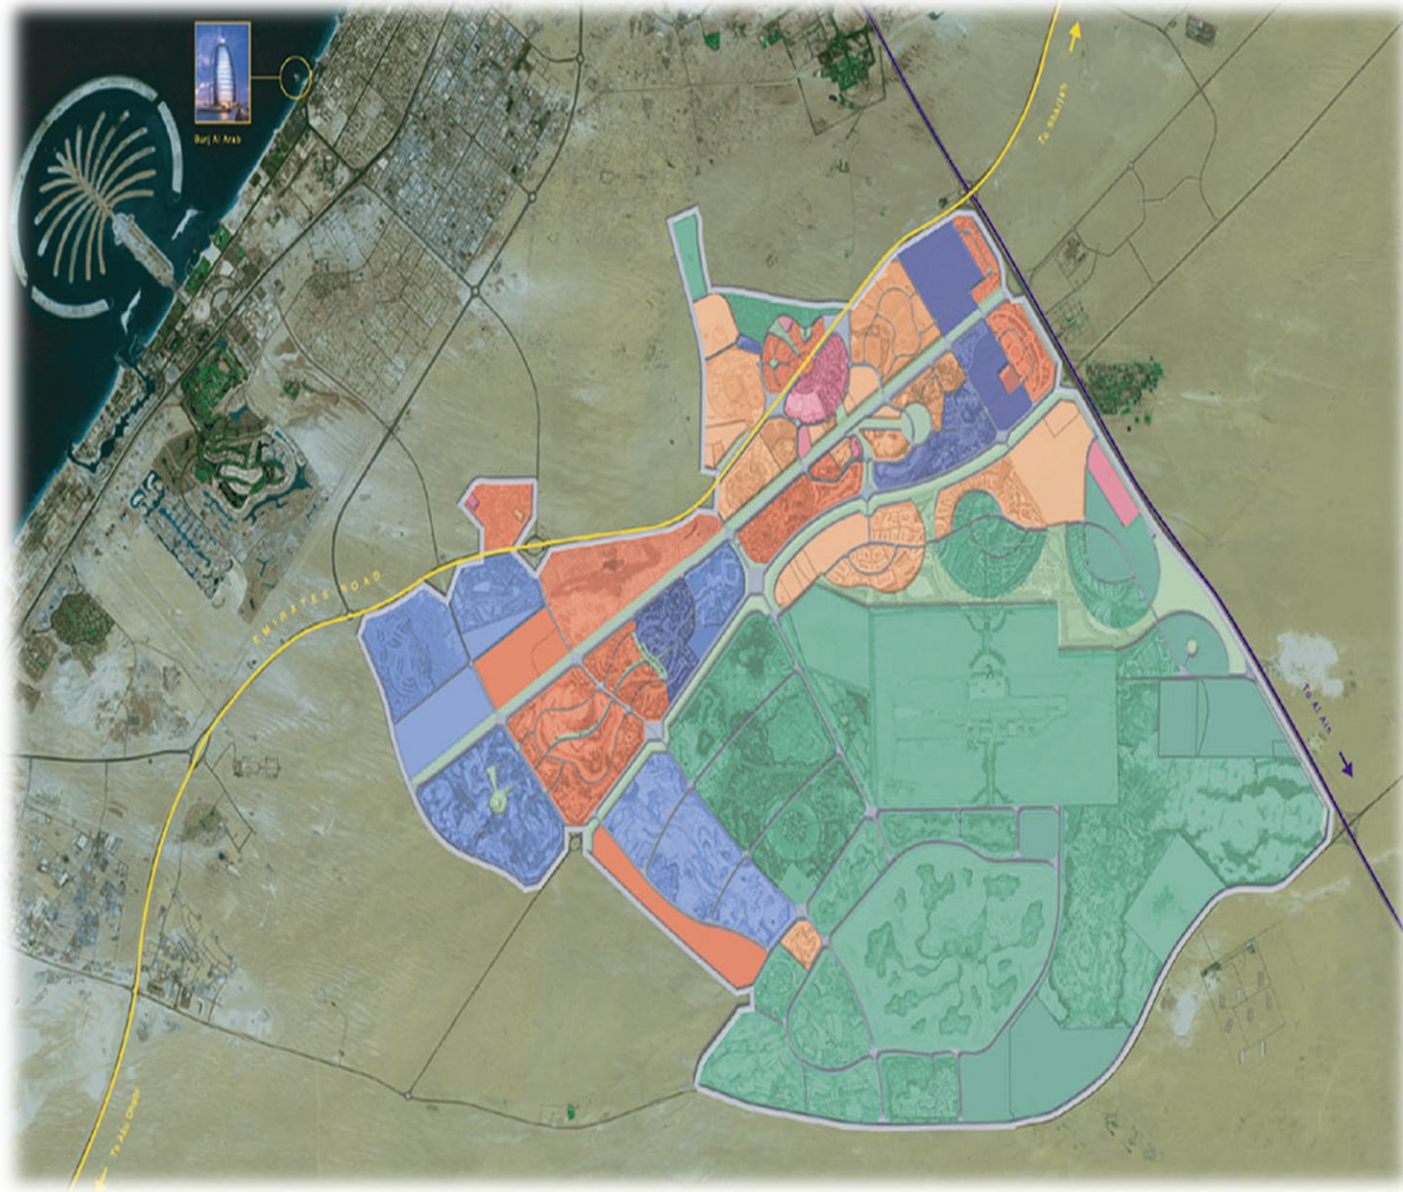 Burj Al Arab
To Sharjah
EMIRATES ROAD
To Al Ain
To Abu Dhabi